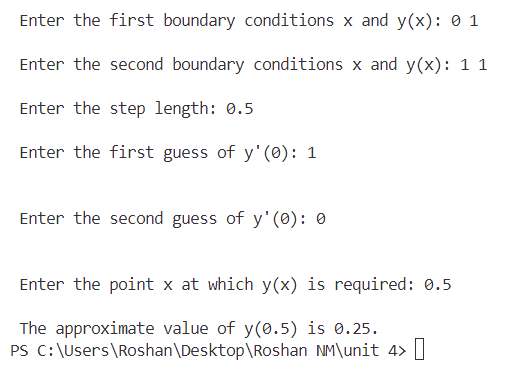 Enter the first boundary conditions x and y(x): 0 1
Enter the second boundary conditions x and y(x): 1 1
Enter the step length: 0.5
Enter the first guess of y'(0): 1
Enter the second guess of y'(0): 0
Enter the point x at which y(x) is required: 0.5
The approximate value of y(0.5) is 0.25.
PS C:\Users\Roshan\Desktop\Roshan NM\unit 4>